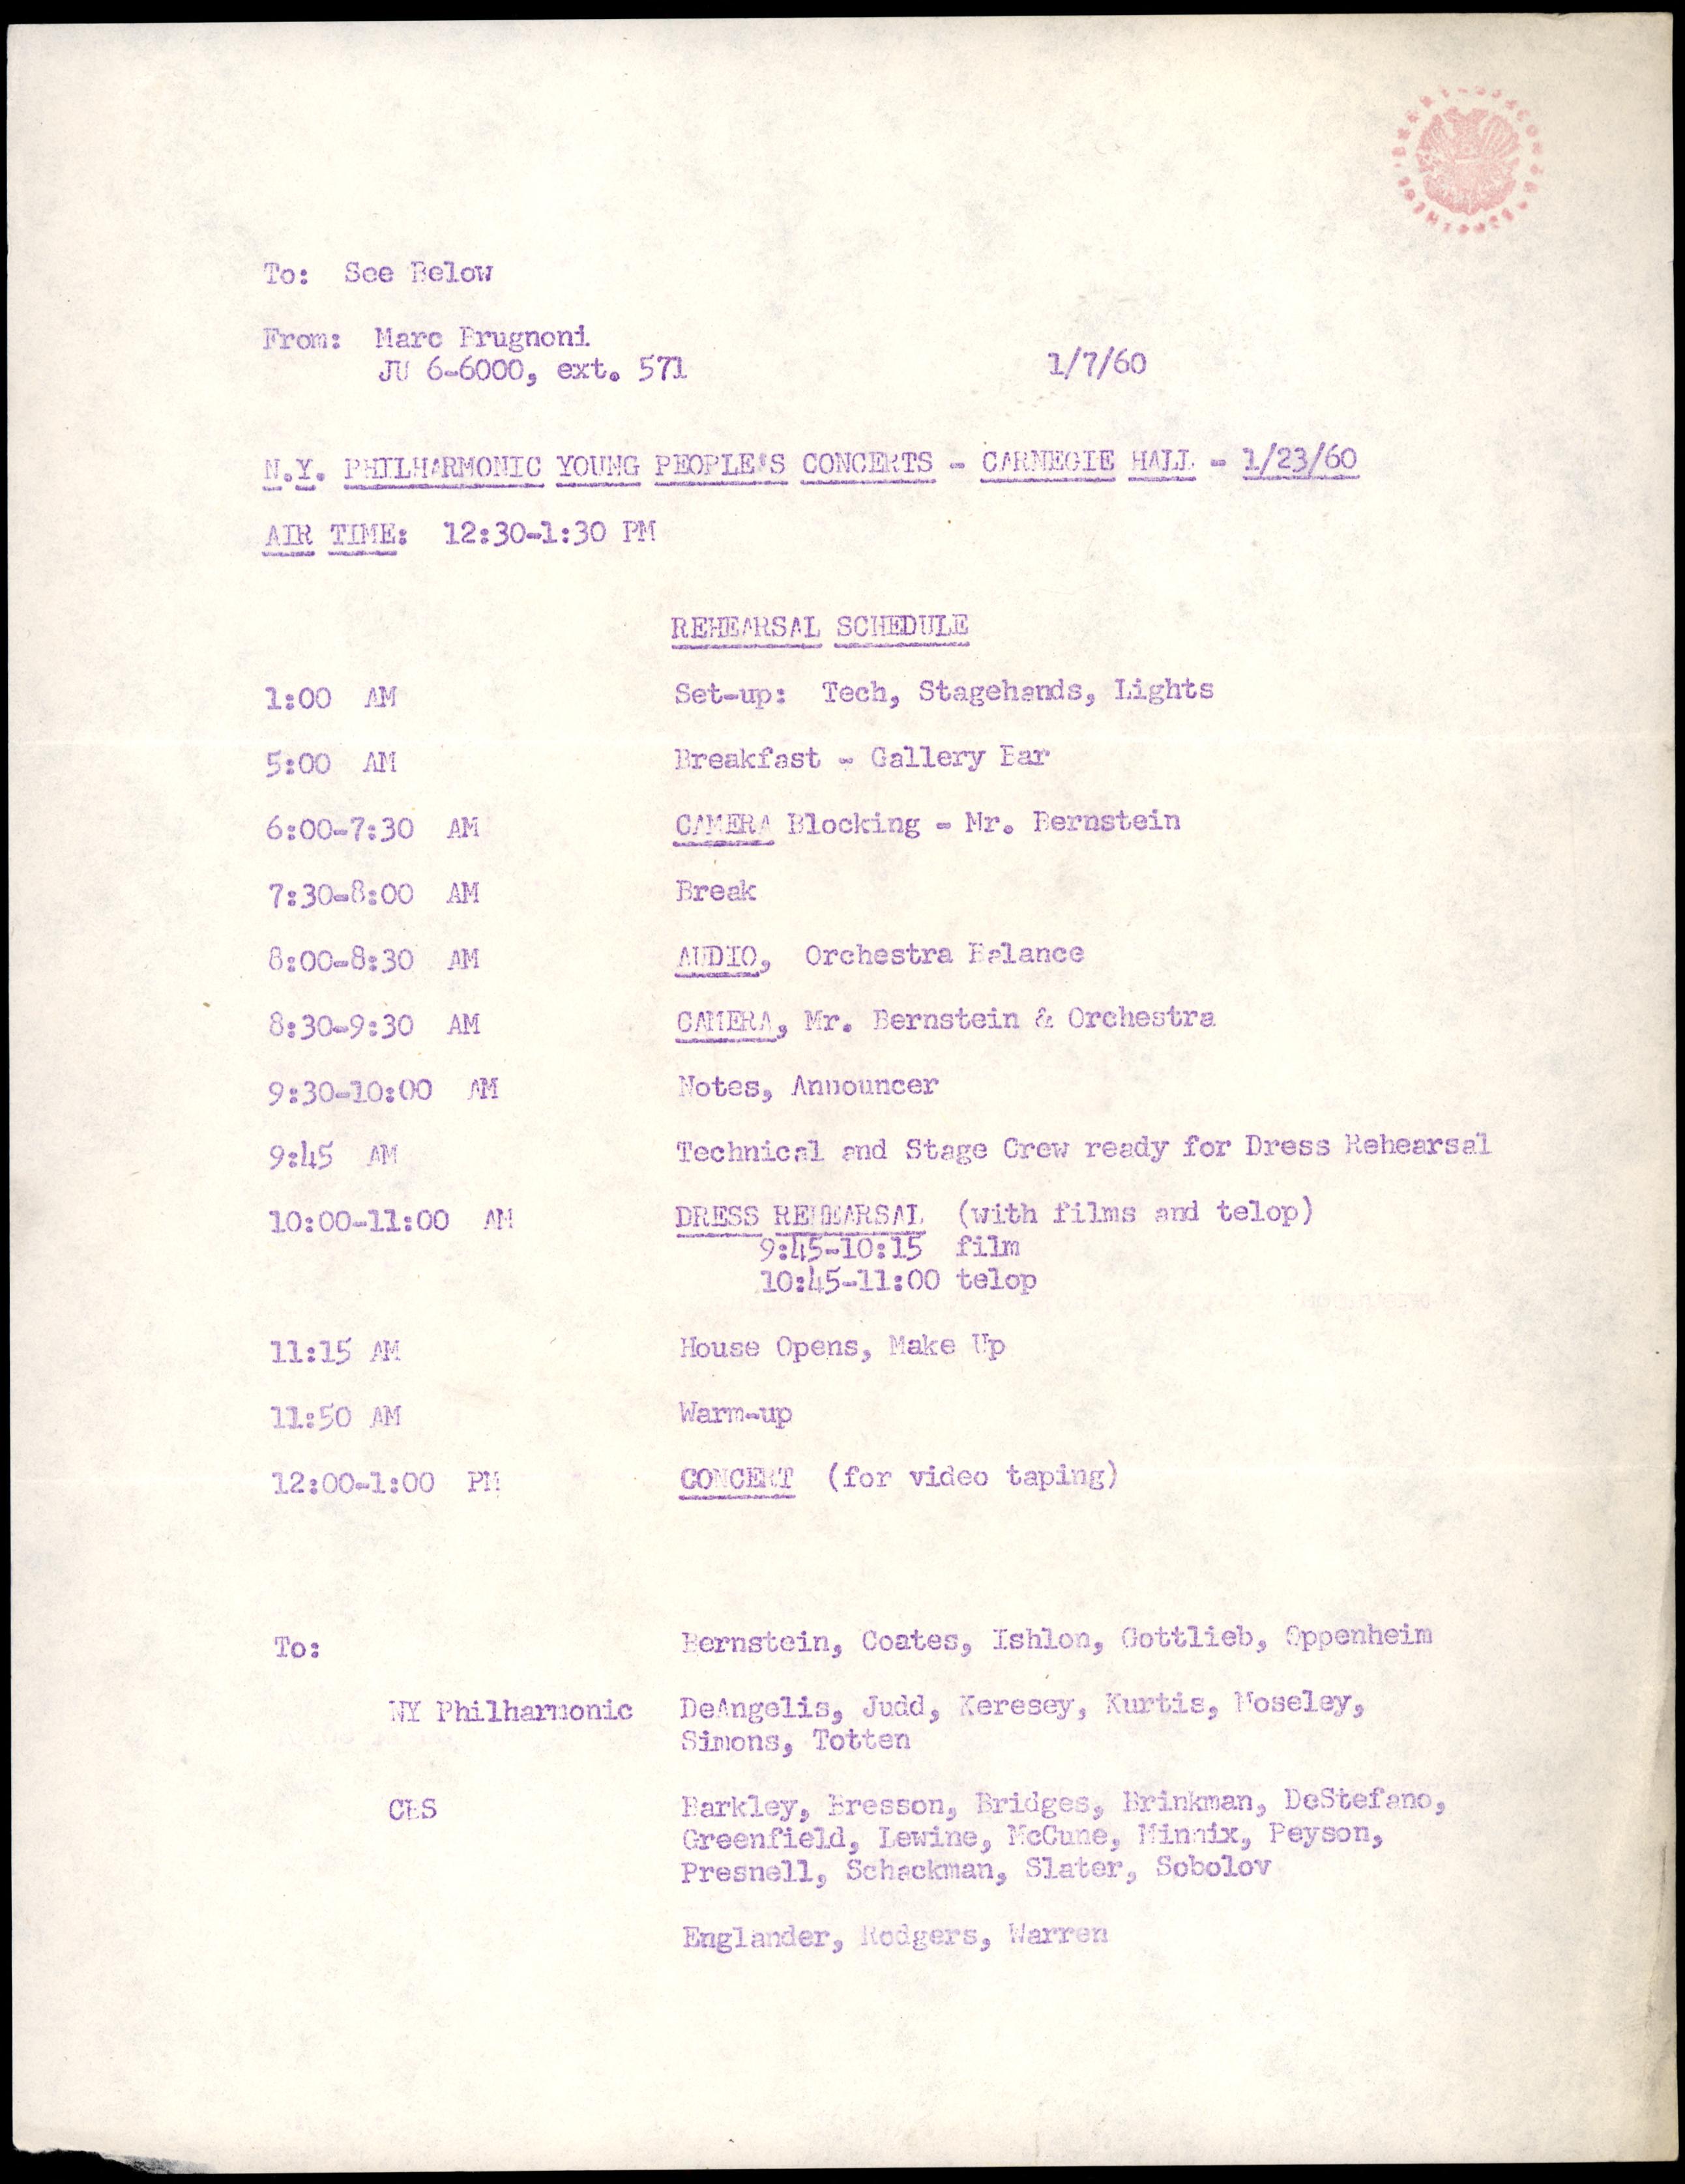 To: See Below
From: Marc Brugnoni
JU 6-6000, ext. 571 1/7/60
N.Y. PHILHARMONIC YOUNG PEOPLE'S CONCERTS - CARNEGIE HALL - 1/23/60
AIR TIME: 12:30-1:30 PM
REHEARSAL SCHEDULE
1:00 AM Set-up: Tech, Stagehands, Lights
5:00 AM Breakfast - Gallery Bar
6:00-7:30 AM CAMERA Blocking - Mr. Bernstein
7:30-8:00 AM Break
8:00-8:30 AM AUDIO, Orchestra Balance
8:30-9:30 AM CAMERA, Mr. Bernstein & Orchestra
9:30-10:00 AM Notes, Announcer
9:45 AM Technical and Stage Crew ready for Dress Rehearsal
10:00-11:00 AM DRESS REHEARSAL (with films and telop)
9:45-10:15 film
10:45-11:00 telop
11:15 AM House Opens, Make Up
11:50 AM Warm-up
12:00-1:00 PM CONCERT (for video taping)
To: Bernstein, Coates, Ishlon, Gottlieb, Oppenheim
NY Philharmonic DeAngelis, Judd, Keresey, Kurtis, Moseley,
Simons, Totten
CBS Barkley, Bresson, Bridges, Brinkman, DeStefano,
Greenfield, Lewine, McCune, Minnix, Peyson,
Presnell, Schackman, Slater, Sobolov
Englander, Rodgers, Warren